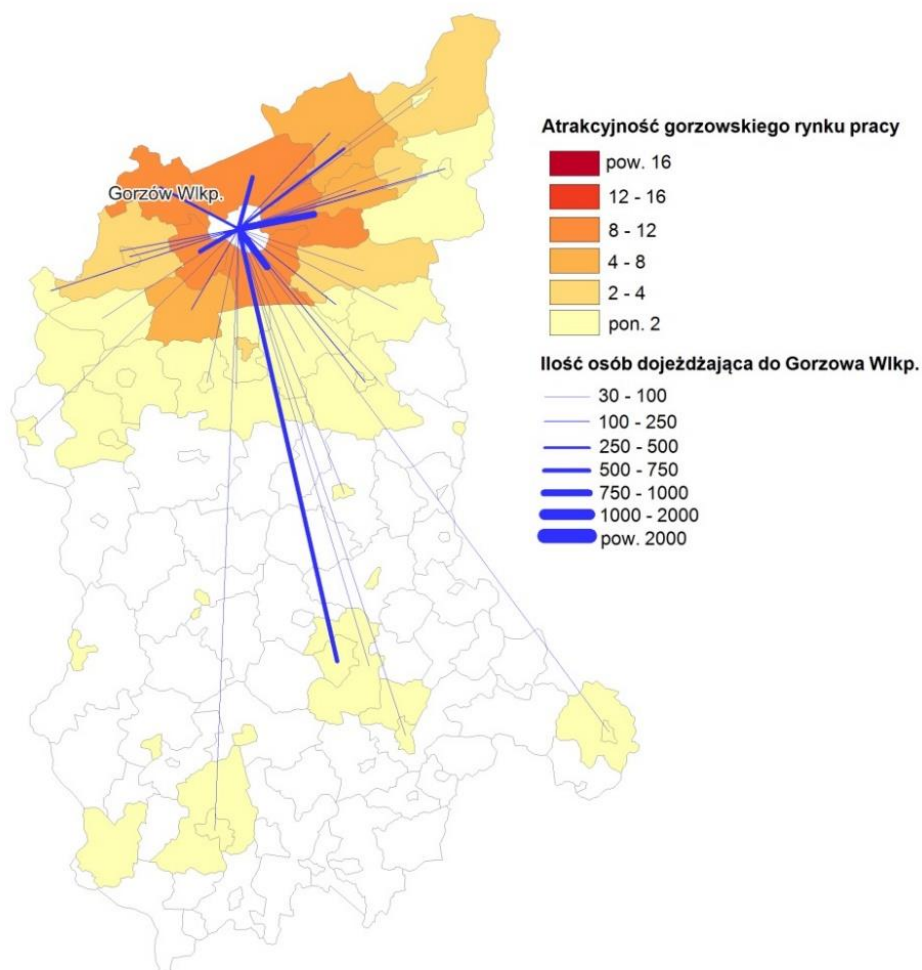 Gorzów Wlkp.
Atrakcyjność gorzowskiego rynku pracy
pow. 16
12 - 16
8 - 12
4 - 8
2 - 4
pon. 2
Ilość osób dojeżdżająca do Gorzowa Wlkp.
30 - 100
100 - 250
250 - 500
500 - 750
750 - 1000
1000 - 2000
pow. 2000